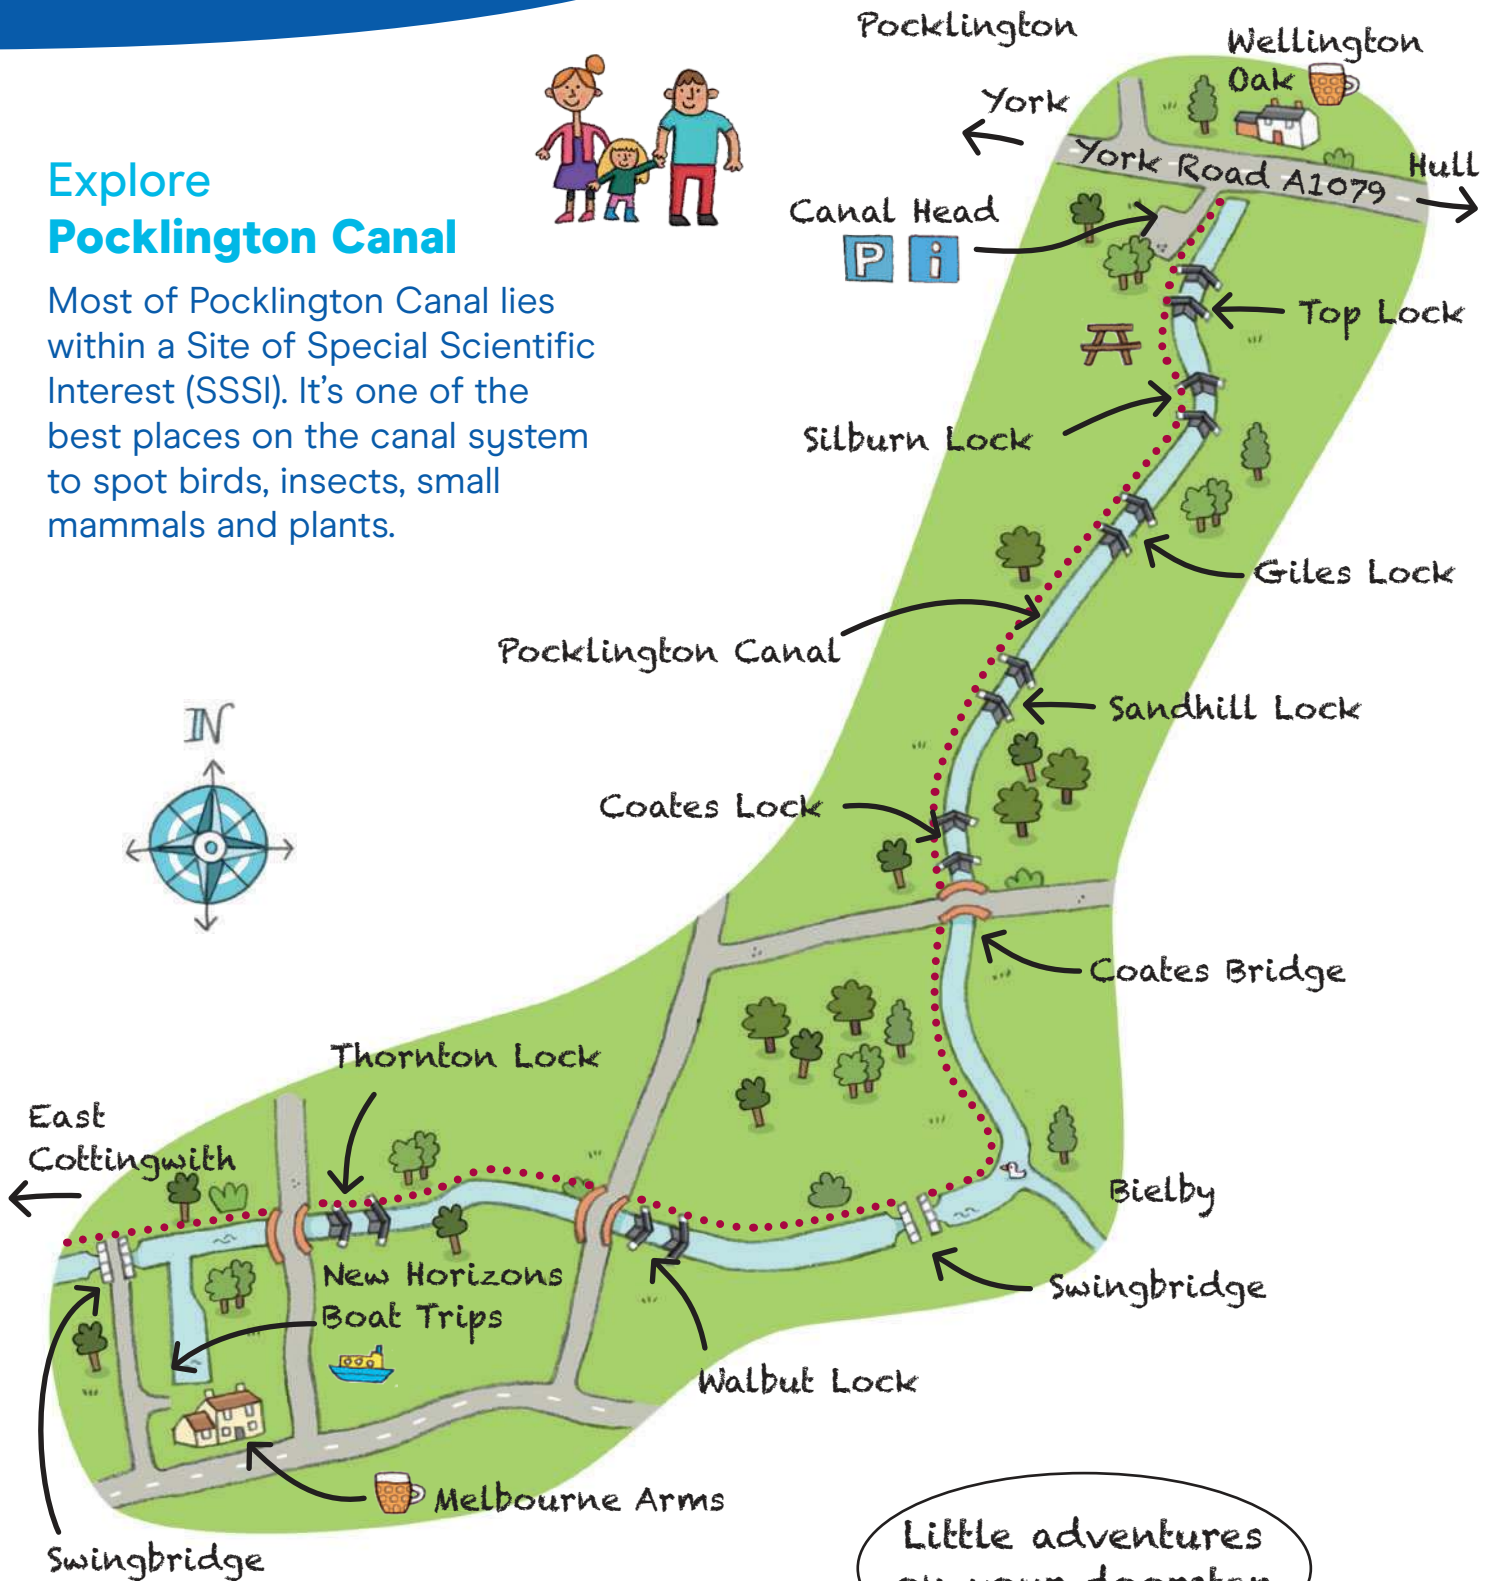 Explore
Pocklington Canal
Most of Pocklington Canal lies
within a Site of Special Scientific
Interest (SSSI). It’s one of the
best places on the canal system
to spot birds, insects, small
mammals and plants.
Pocklington
Wellington
Oak
York
York Road A1079
Hull
Canal Head
P i
Top Lock
Silburn Lock
Giles Lock
Pocklington Canal
Sandhill Lock
N
Coates Lock
Coates Bridge
Thornton Lock
East
Cottingwith
Bielby
New Horizons
Boat Trips
Swingbridge
Walbut Lock
Melbourne Arms
Swingbridge
Little adventures
on your doorstep